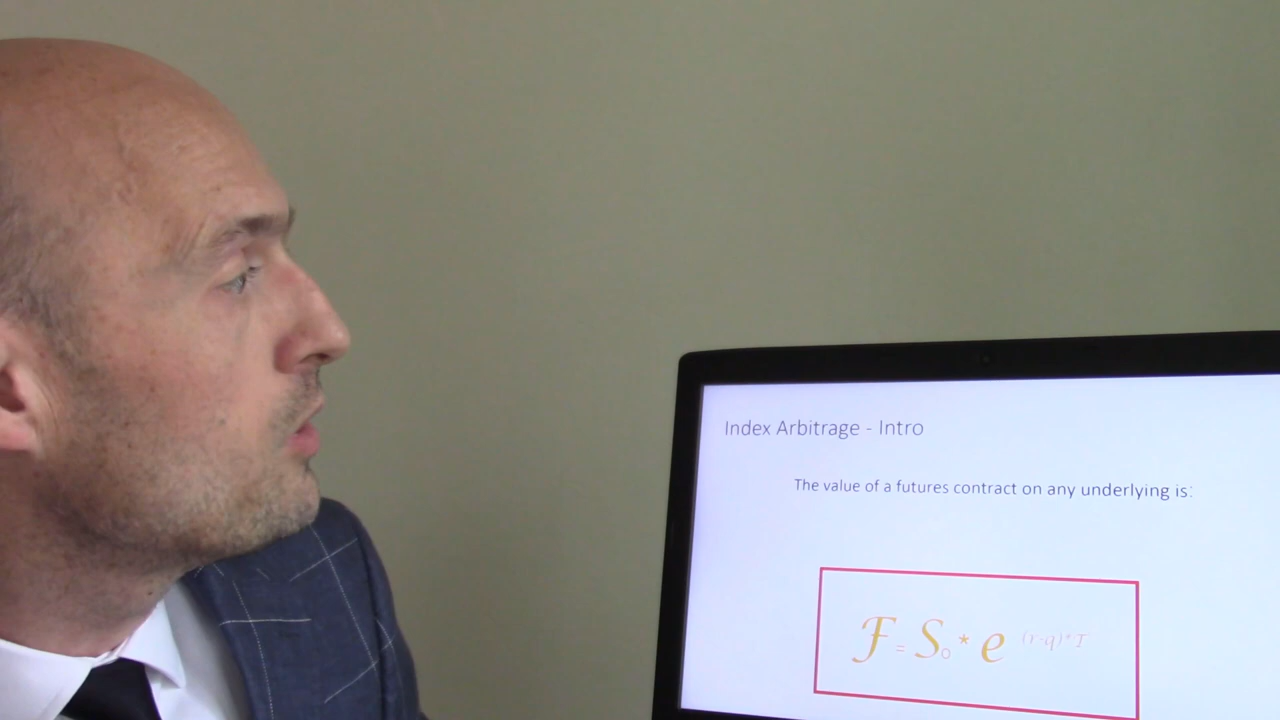 Index Arbitrage - Intro
The value of a futures contract on any underlying is:
F = S₀ * e (r-q)*T